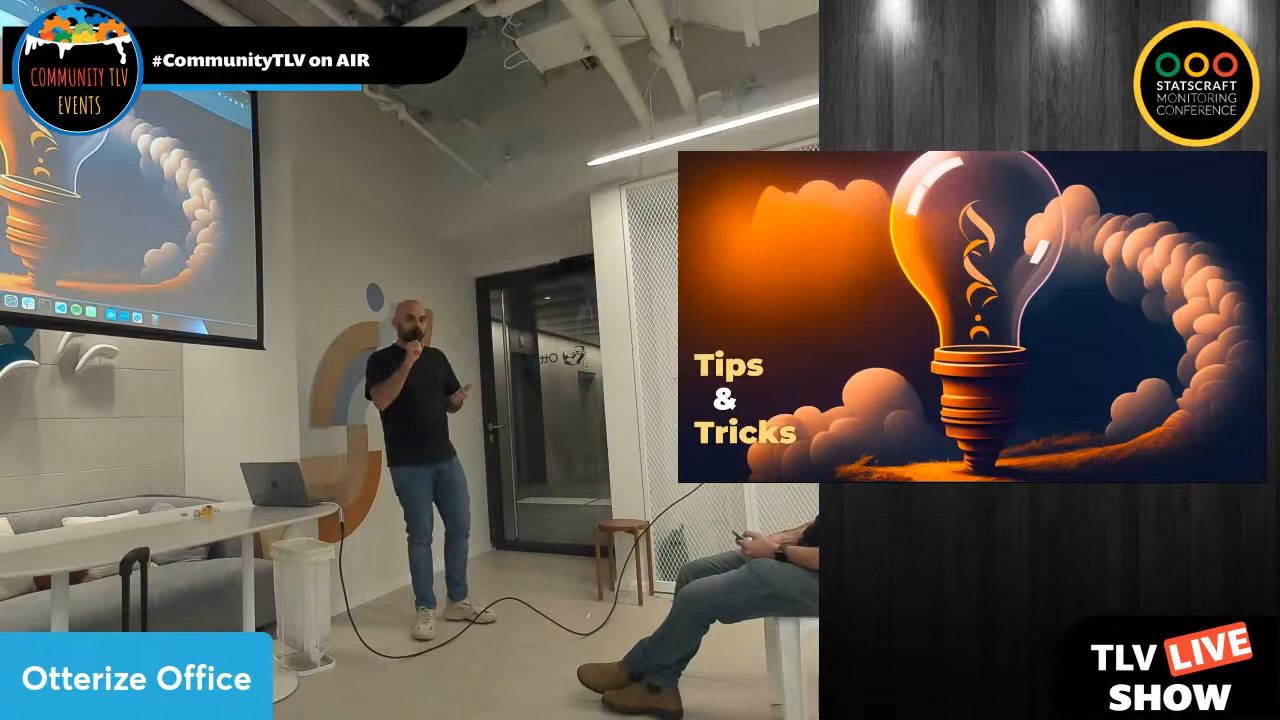 COMMUNITY TLV
EVENTS
#CommunityTLV on AIR
STATSCRAFT
MONITORING
CONFERENCE
Tips
&
Tricks
Otterize Office
TLV LIVE
SHOW